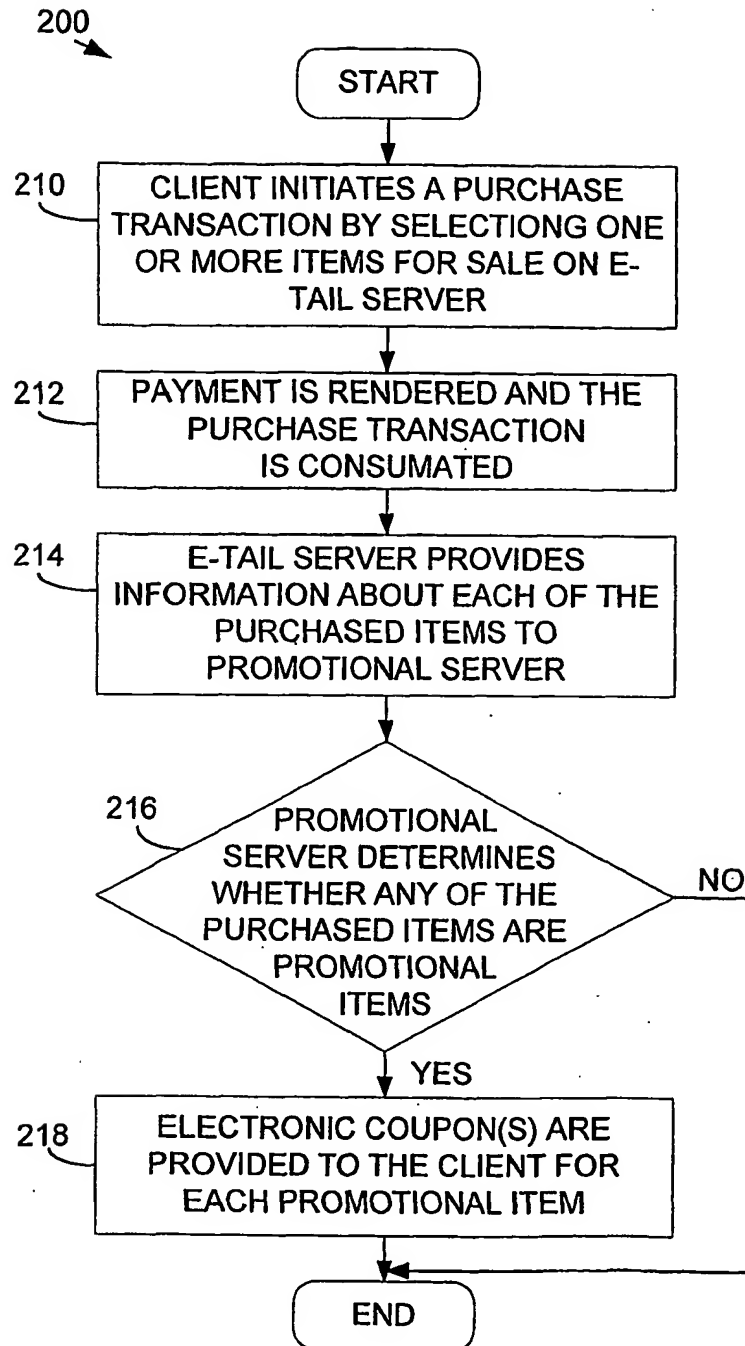 200
START
210
CLIENT INITIATES A PURCHASE
TRANSACTION BY SELECTIONG ONE
OR MORE ITEMS FOR SALE ON E-
TAIL SERVER
212
PAYMENT IS RENDERED AND THE
PURCHASE TRANSACTION
IS CONSUMATED
214
E-TAIL SERVER PROVIDES
INFORMATION ABOUT EACH OF THE
PURCHASED ITEMS TO
PROMOTIONAL SERVER
216
PROMOTIONAL
SERVER DETERMINES
WHETHER ANY OF THE
PURCHASED ITEMS ARE
PROMOTIONAL
ITEMS
NO
YES
218
ELECTRONIC COUPON(S) ARE
PROVIDED TO THE CLIENT FOR
EACH PROMOTIONAL ITEM
END